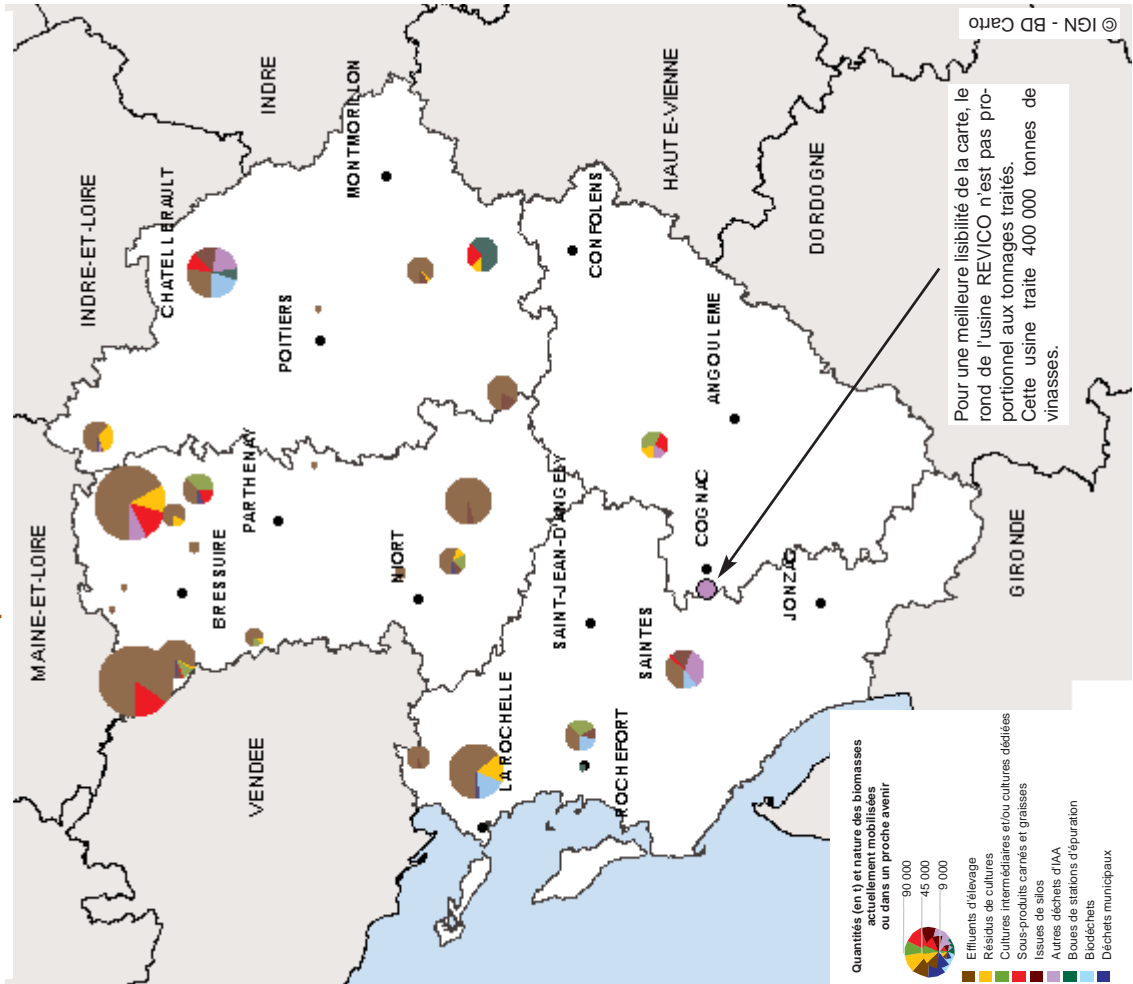 © IGN - BD Carto
INDRE
INDRE-ET-LOIRE
MAINE-ET-LOIRE
VENDEE
HAUTE-VIENNE
DORDOGNE
GIRONDE
MONTMORILLON
CHATELLERAULT
POITIERS
CONFOLENS
PARTHENAY
BRESSUIRE
NIORT
ANGOULEME
COGNAC
SAINT-JEAN-D'ANGELY
SAINTES
JONZAC
LA ROCHELLE
ROCHEFORT
Pour une meilleure lisibilité de la carte, le
rond de l'usine REVICO n'est pas pro-
portionnel aux tonnages traités.
Cette usine traite 400 000 tonnes de
vinasses.
Quantités (en t) et nature des biomasses
actuellement mobilisées
ou dans un proche avenir
90 000
45 000
9 000
Effluents d'élevage
Résidus de cultures
Cultures intermédiaires et/ou cultures dédiées
Sous-produits carnés et graisses
Issues de silos
Autres déchets d'IAA
Boues de stations d'épuration
Biodéchets
Déchets municipaux